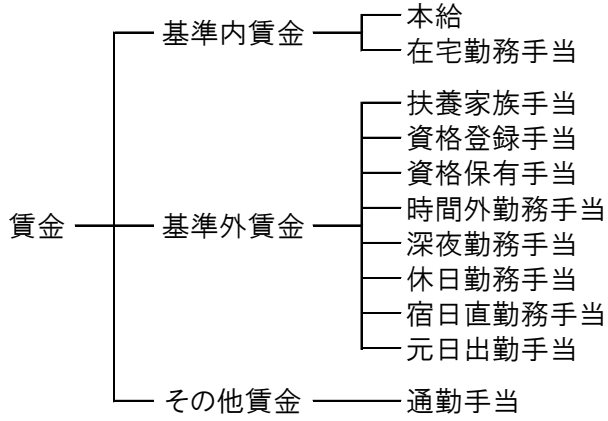 賃金
基準内賃金
本給
在宅勤務手当
基準外賃金
扶養家族手当
資格登録手当
資格保有手当
時間外勤務手当
深夜勤務手当
休日勤務手当
宿日直勤務手当
元日出勤手当
その他賃金
通勤手当